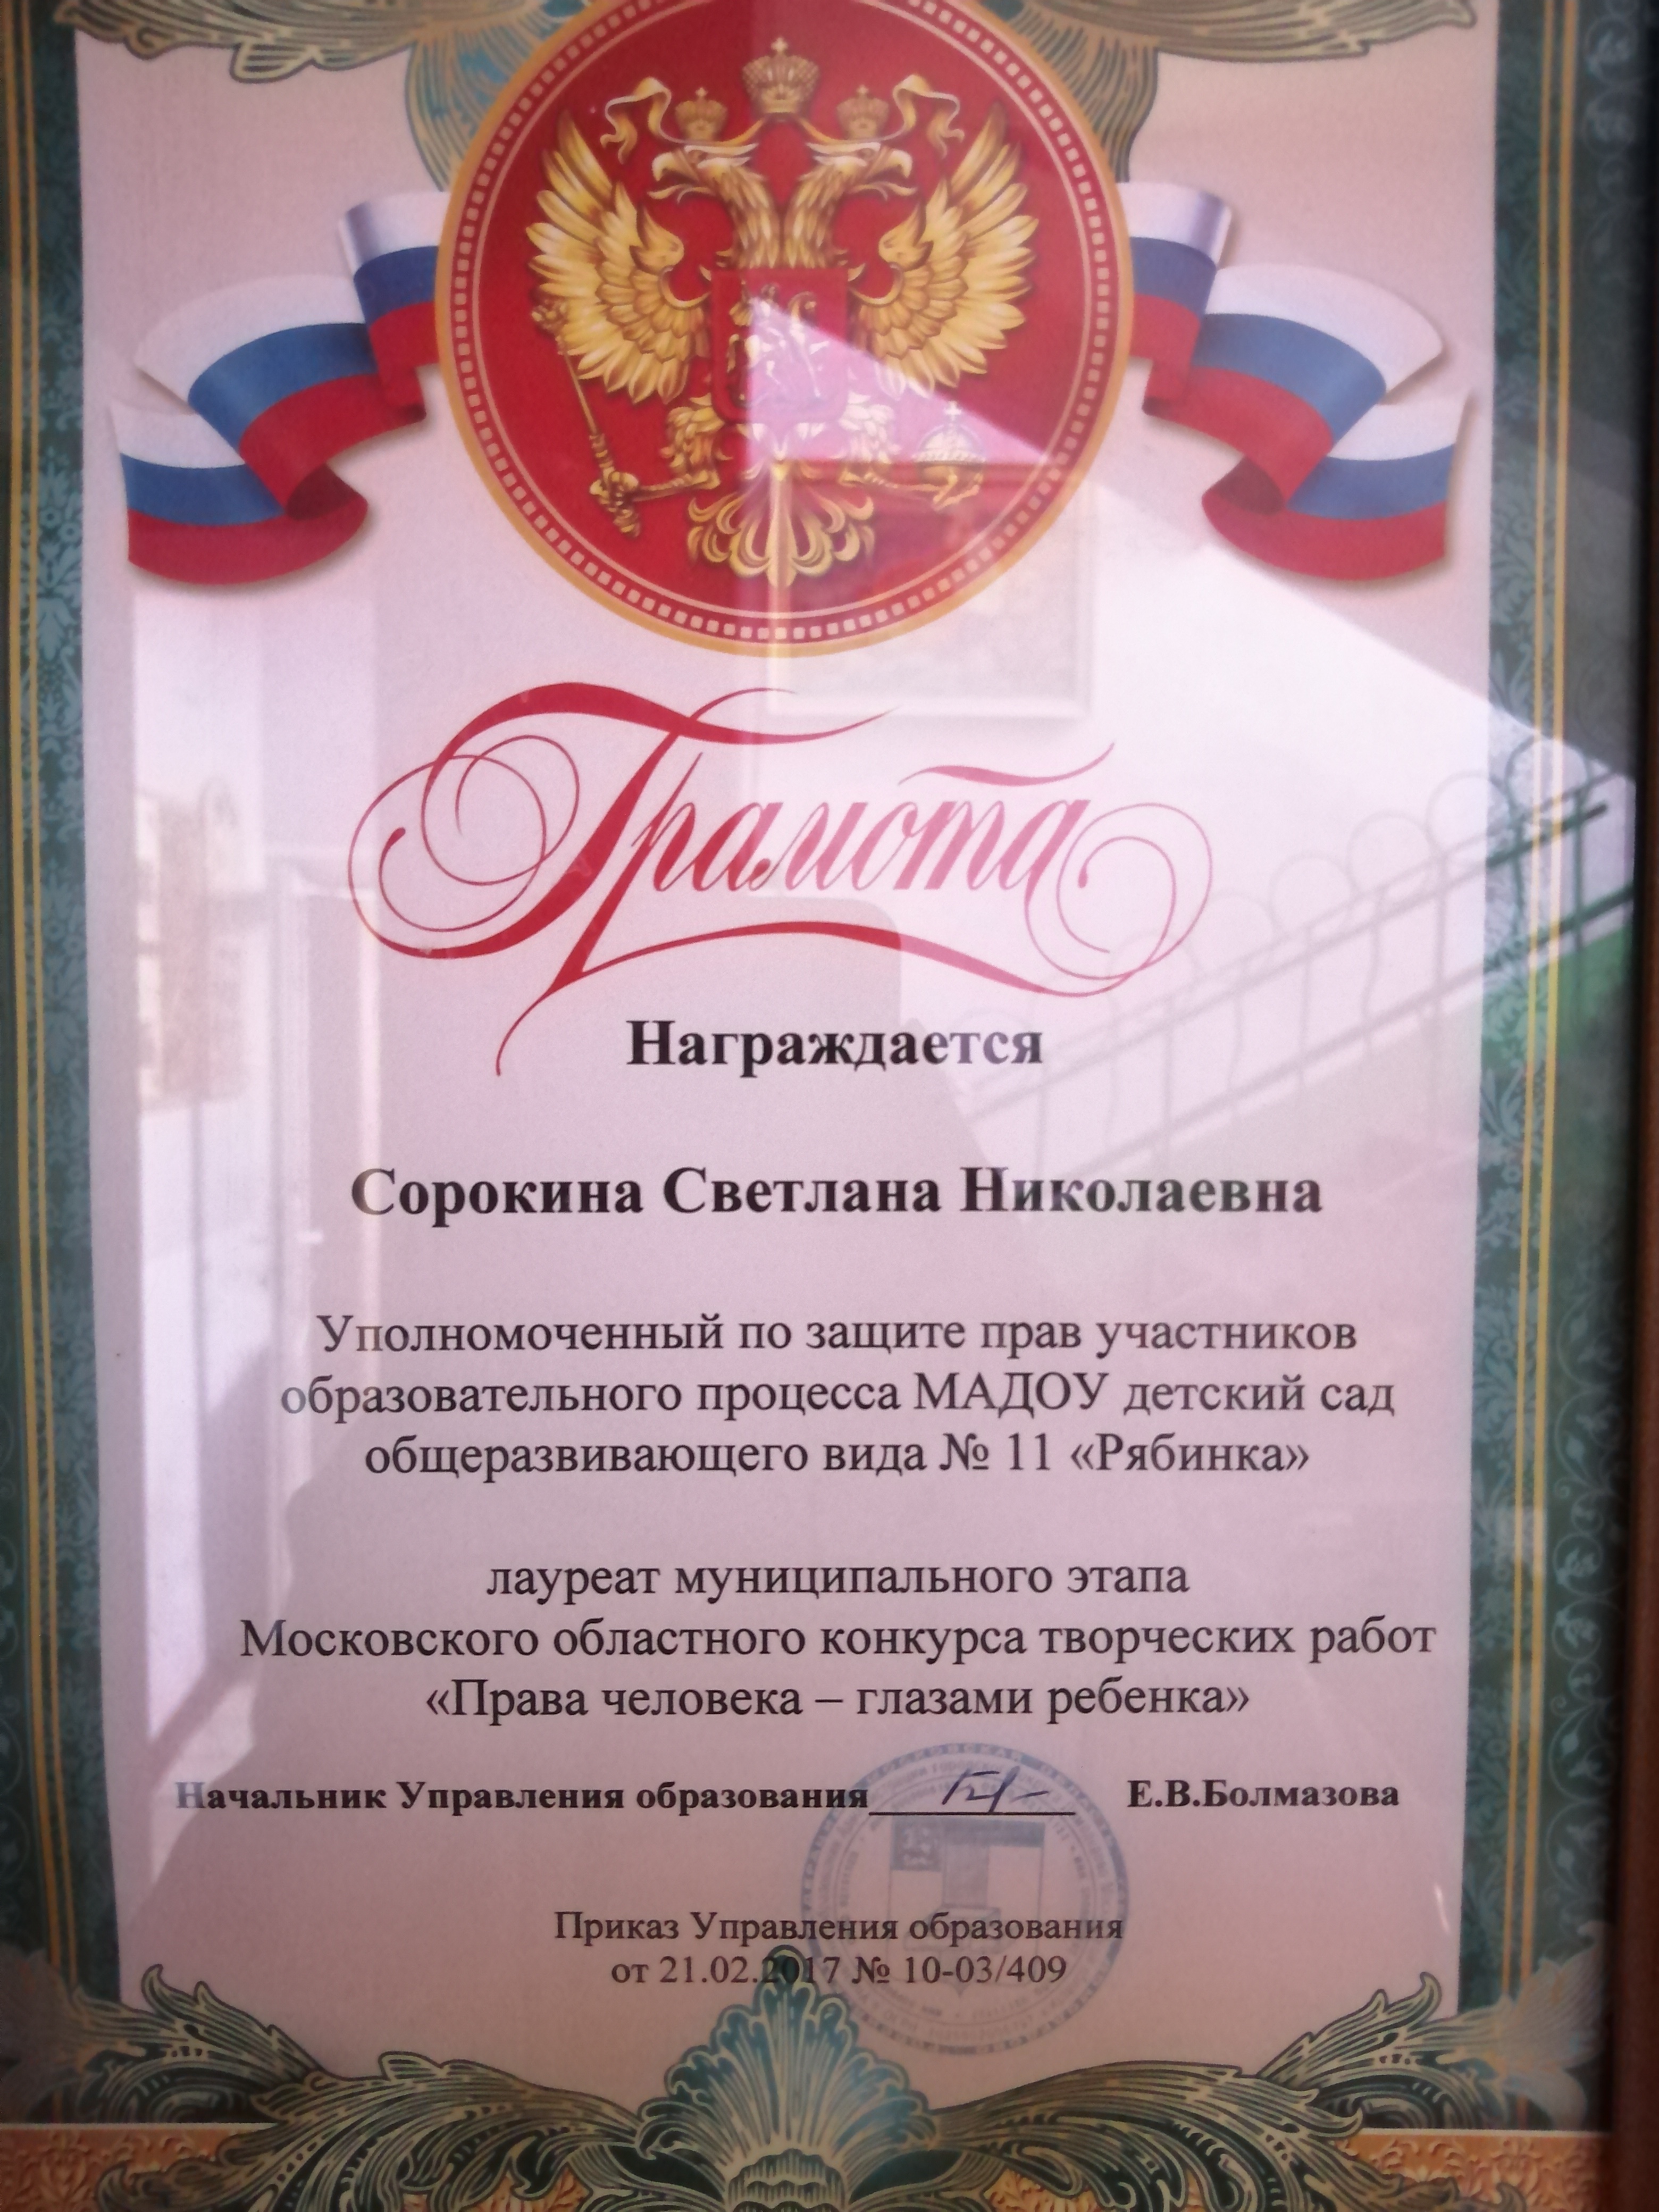 Грамота
Награждается
Сорокина Светлана Николаевна
Уполномоченный по защите прав участников
образовательного процесса МАДОУ детский сад
общеразвивающего вида № 11 «Рябинка»
лауреат муниципального этапа
Московского областного конкурса творческих работ
«Права человека – глазами ребенка»
Начальник Управления образования Е.В.Болмазова
Приказ Управления образования
от 21.02.2017 № 10-03/409